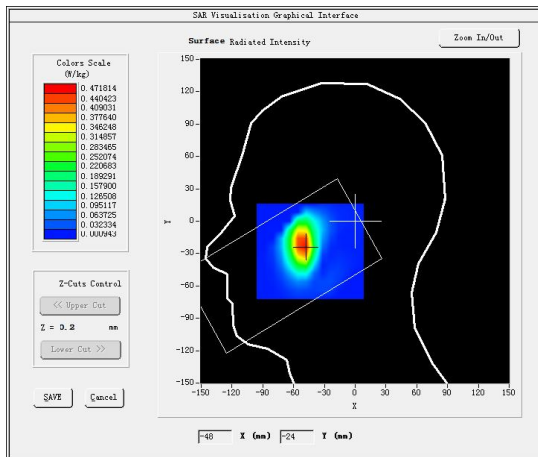 SAR Visualisation Graphical Interface
Surface Radiated Intensity
Zoom In/Out
Colors Scale
(W/kg)
0.471814
0.440423
0.409031
0.377640
0.346248
0.314857
0.283465
0.252074
0.220683
0.189291
0.157900
0.126508
0.095117
0.063725
0.032334
0.000943
Z-Cuts Control
<< Upper Cut
Z = 0.2 mm
Lower Cut >>
SAVE
Cancel
150
120
90
60
30
0
-30
-60
-90
-120
-150
Y
-150 -120 -90 -60 -30 0 30 60 90 120 150
X
-48 X (mm) -24 Y (mm)